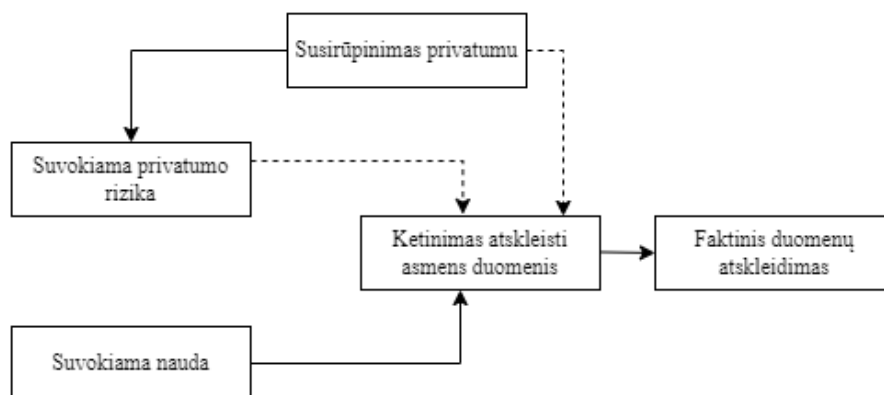 Susirūpinimas privatumu
Suvokiama privatumo
rizika
Ketinimas atskleisti
asmens duomenis
Faktinis duomenų
atskleidimas
Suvokiama nauda